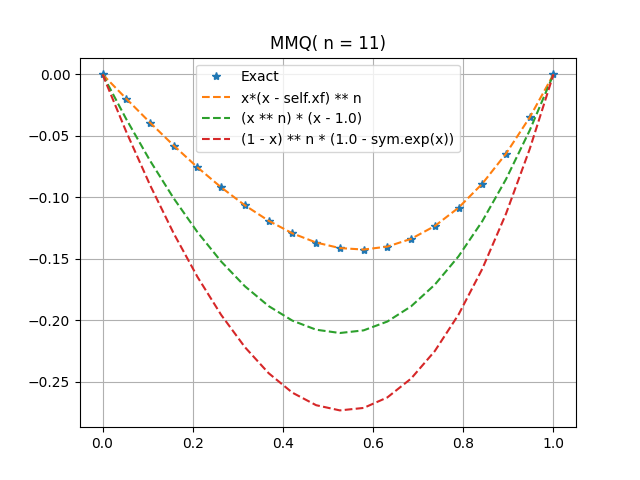 MMQ( n = 11)
Exact
x*(x - self.xf) ** n
(x ** n) * (x - 1.0)
(1 - x) ** n * (1.0 - sym.exp(x))
0.00
−0.05
−0.10
−0.15
−0.20
−0.25
0.0 0.2 0.4 0.6 0.8 1.0